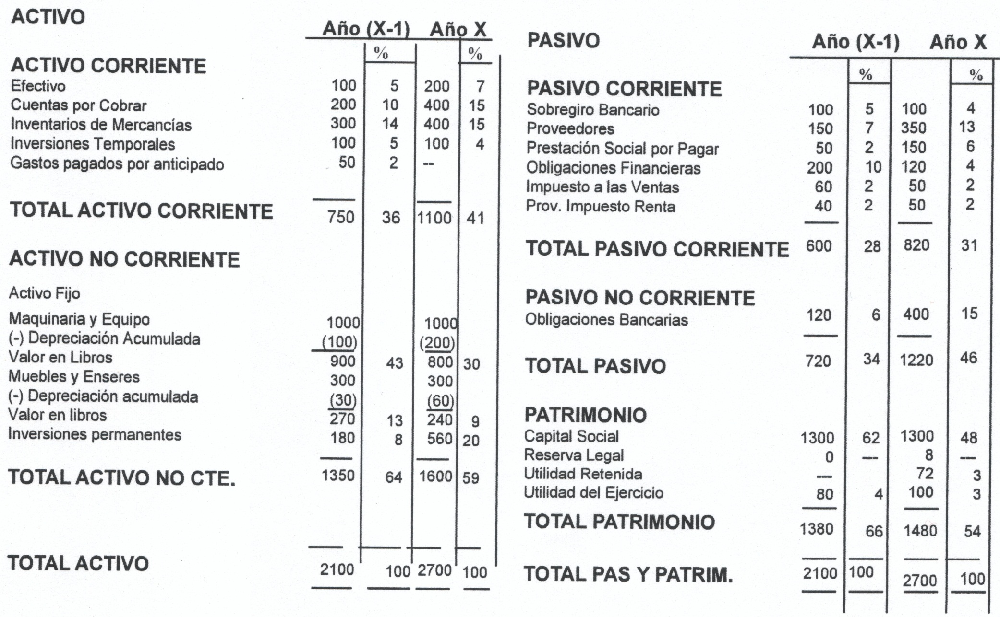 ACTIVO
Año (X-1) Año X
% %
ACTIVO CORRIENTE
Efectivo 100 5 200 7
Cuentas por Cobrar 200 10 400 15
Inventarios de Mercancías 300 14 400 15
Inversiones Temporales 100 5 100 4
Gastos pagados por anticipado 50 2 --
TOTAL ACTIVO CORRIENTE 750 36 1100 41
ACTIVO NO CORRIENTE
Activo Fijo
Maquinaria y Equipo 1000 1000
(-) Depreciación Acumulada (100) (200)
Valor en Libros 900 43 800 30
Muebles y Enseres 300 300
(-) Depreciación acumulada (30) (60)
Valor en libros 270 13 240 9
Inversiones permanentes 180 8 560 20
TOTAL ACTIVO NO CTE. 1350 64 1600 59
TOTAL ACTIVO 2100 100 2700 100
PASIVO Año (X-1) Año X
% %
PASIVO CORRIENTE
Sobregiro Bancario 100 5 100 4
Proveedores 150 7 350 13
Prestación Social por Pagar 50 2 150 6
Obligaciones Financieras 200 10 120 4
Impuesto a las Ventas 60 2 50 2
Prov. Impuesto Renta 40 2 50 2
TOTAL PASIVO CORRIENTE 600 28 820 31
PASIVO NO CORRIENTE
Obligaciones Bancarias 120 6 400 15
TOTAL PASIVO 720 34 1220 46
PATRIMONIO
Capital Social 1300 62 1300 48
Reserva Legal 0 --- 8 ---
Utilidad Retenida --- 72 3
Utilidad del Ejercicio 80 4 100 3
TOTAL PATRIMONIO 1380 66 1480 54
TOTAL PAS Y PATRIM. 2100 100 2700 100